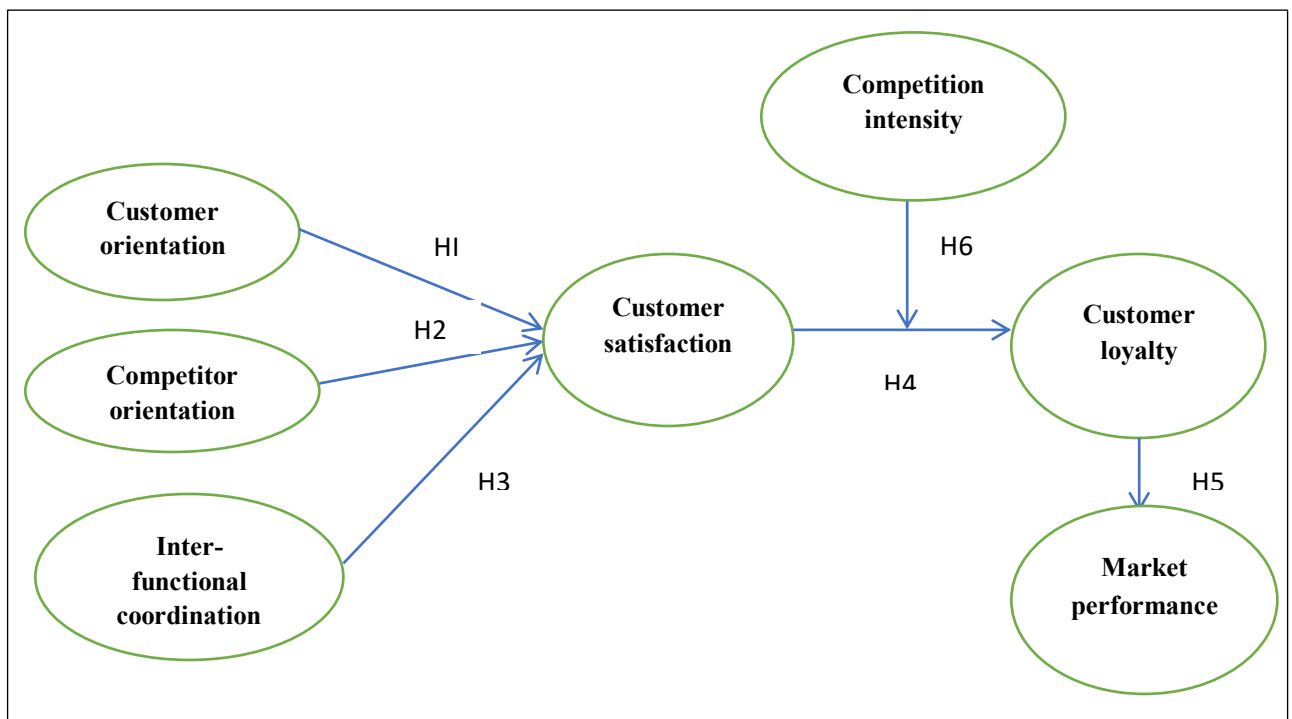 Competition
intensity
Customer
orientation
HI
H6
Customer
satisfaction
Customer
loyalty
H2
Competitor
orientation
H4
H3
H5
Inter-
functional
coordination
Market
performance